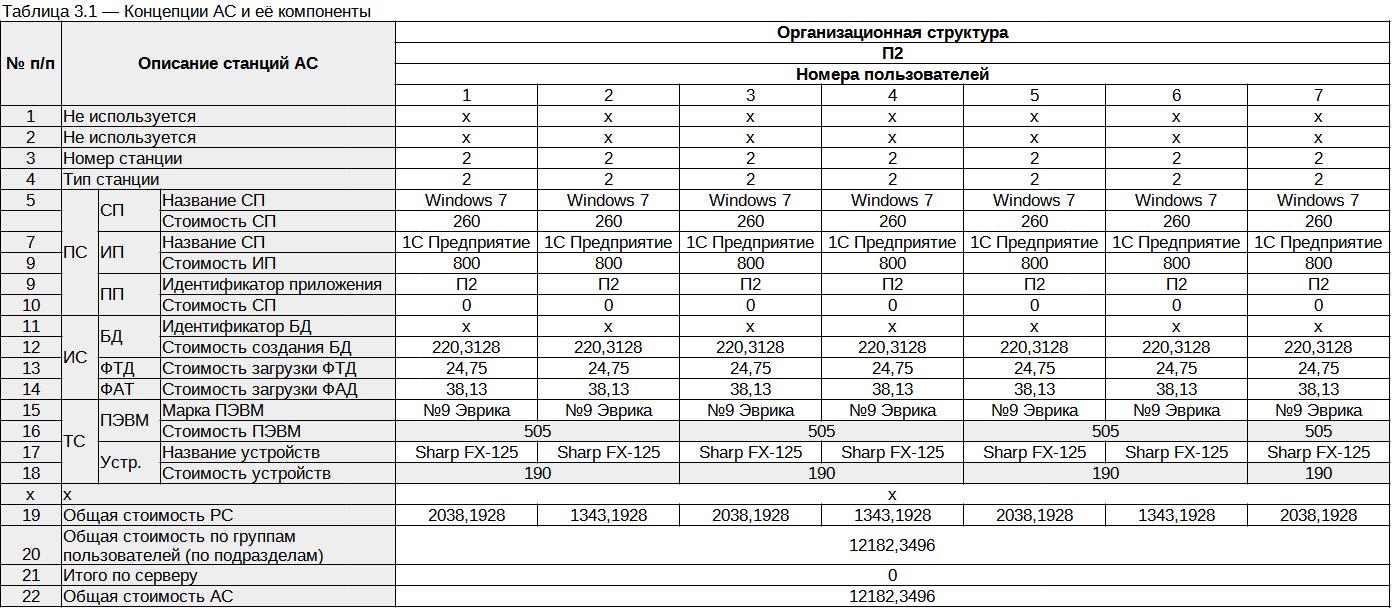 Таблица 3.1 — Концепции АС и её компоненты
№ п/п Описание станций АС Организационная структура
П2
Номера пользователей
1 2 3 4 5 6 7
1 Не используется x x x x x x x
2 Не используется x x x x x x x
3 Номер станции 2 2 2 2 2 2 2
4 Тип станции 2 2 2 2 2 2 2
5 ПС СП Название СП Windows 7 Windows 7 Windows 7 Windows 7 Windows 7 Windows 7 Windows 7
Стоимость СП 260 260 260 260 260 260 260
7 ИП Название СП 1С Предприятие 1С Предприятие 1С Предприятие 1С Предприятие 1С Предприятие 1С Предприятие 1С Предприятие
9 Стоимость ИП 800 800 800 800 800 800 800
9 ПП Идентификатор приложения П2 П2 П2 П2 П2 П2 П2
10 Стоимость СП 0 0 0 0 0 0 0
11 ИС БД Идентификатор БД x x x x x x x
12 Стоимость создания БД 220,3128 220,3128 220,3128 220,3128 220,3128 220,3128 220,3128
13 ФТД Стоимость загрузки ФТД 24,75 24,75 24,75 24,75 24,75 24,75 24,75
14 ФАТ Стоимость загрузки ФАД 38,13 38,13 38,13 38,13 38,13 38,13 38,13
15 ТС ПЭВМ Марка ПЭВМ №9 Эврика №9 Эврика №9 Эврика №9 Эврика №9 Эврика №9 Эврика №9 Эврика
16 Стоимость ПЭВМ 505 505 505 505
17 Устр. Название устройств Sharp FX-125 Sharp FX-125 Sharp FX-125 Sharp FX-125 Sharp FX-125 Sharp FX-125 Sharp FX-125
18 Стоимость устройств 190 190 190 190
x x x
19 Общая стоимость РС 2038,1928 1343,1928 2038,1928 1343,1928 2038,1928 1343,1928 2038,1928
Общая стоимость по группам
20 пользователей (по подразделам) 12182,3496
21 Итого по серверу 0
22 Общая стоимость АС 12182,3496